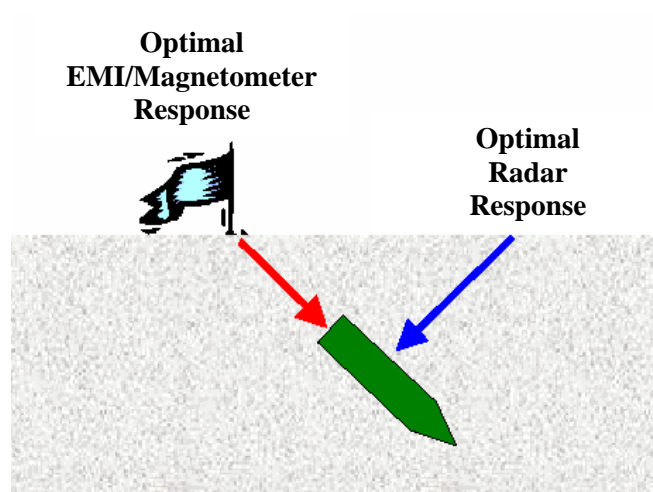 Optimal
EMI/Magnetometer
Response
Optimal
Radar
Response